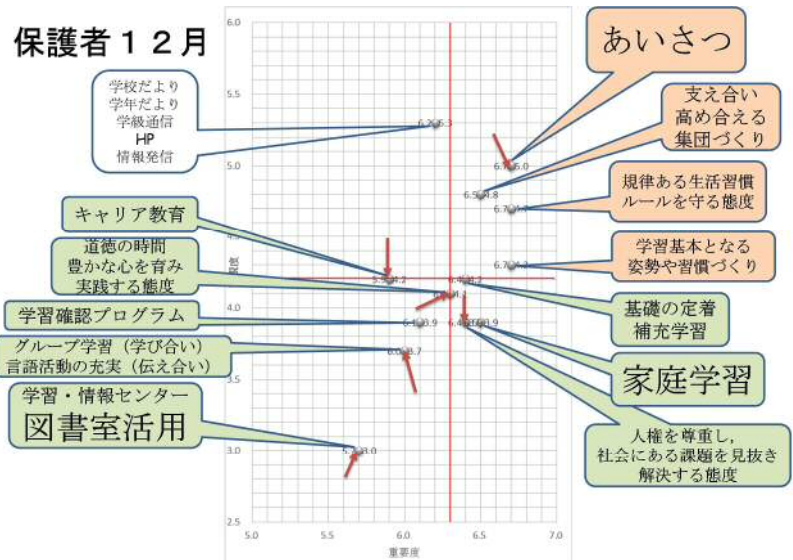 保護者１２月
学校だより
学年だより
学級通信
HP
情報発信
キャリア教育
道徳の時間
豊かな心を育み
実践する態度
学習確認プログラム
グループ学習（学び合い）
言語活動の充実（伝え合い）
学習・情報センター
図書室活用
あいさつ
支え合い
高め合える
集団づくり
規律ある生活習慣
ルールを守る態度
学習基本となる
姿勢や習慣づくり
基礎の定着
補充学習
家庭学習
人権を尊重し，
社会にある課題を見抜き
解決する態度
6.0
5.5
5.0
4.0
3.5
3.0
2.5
5.0
5.5
6.0
6.5
7.0
重要度